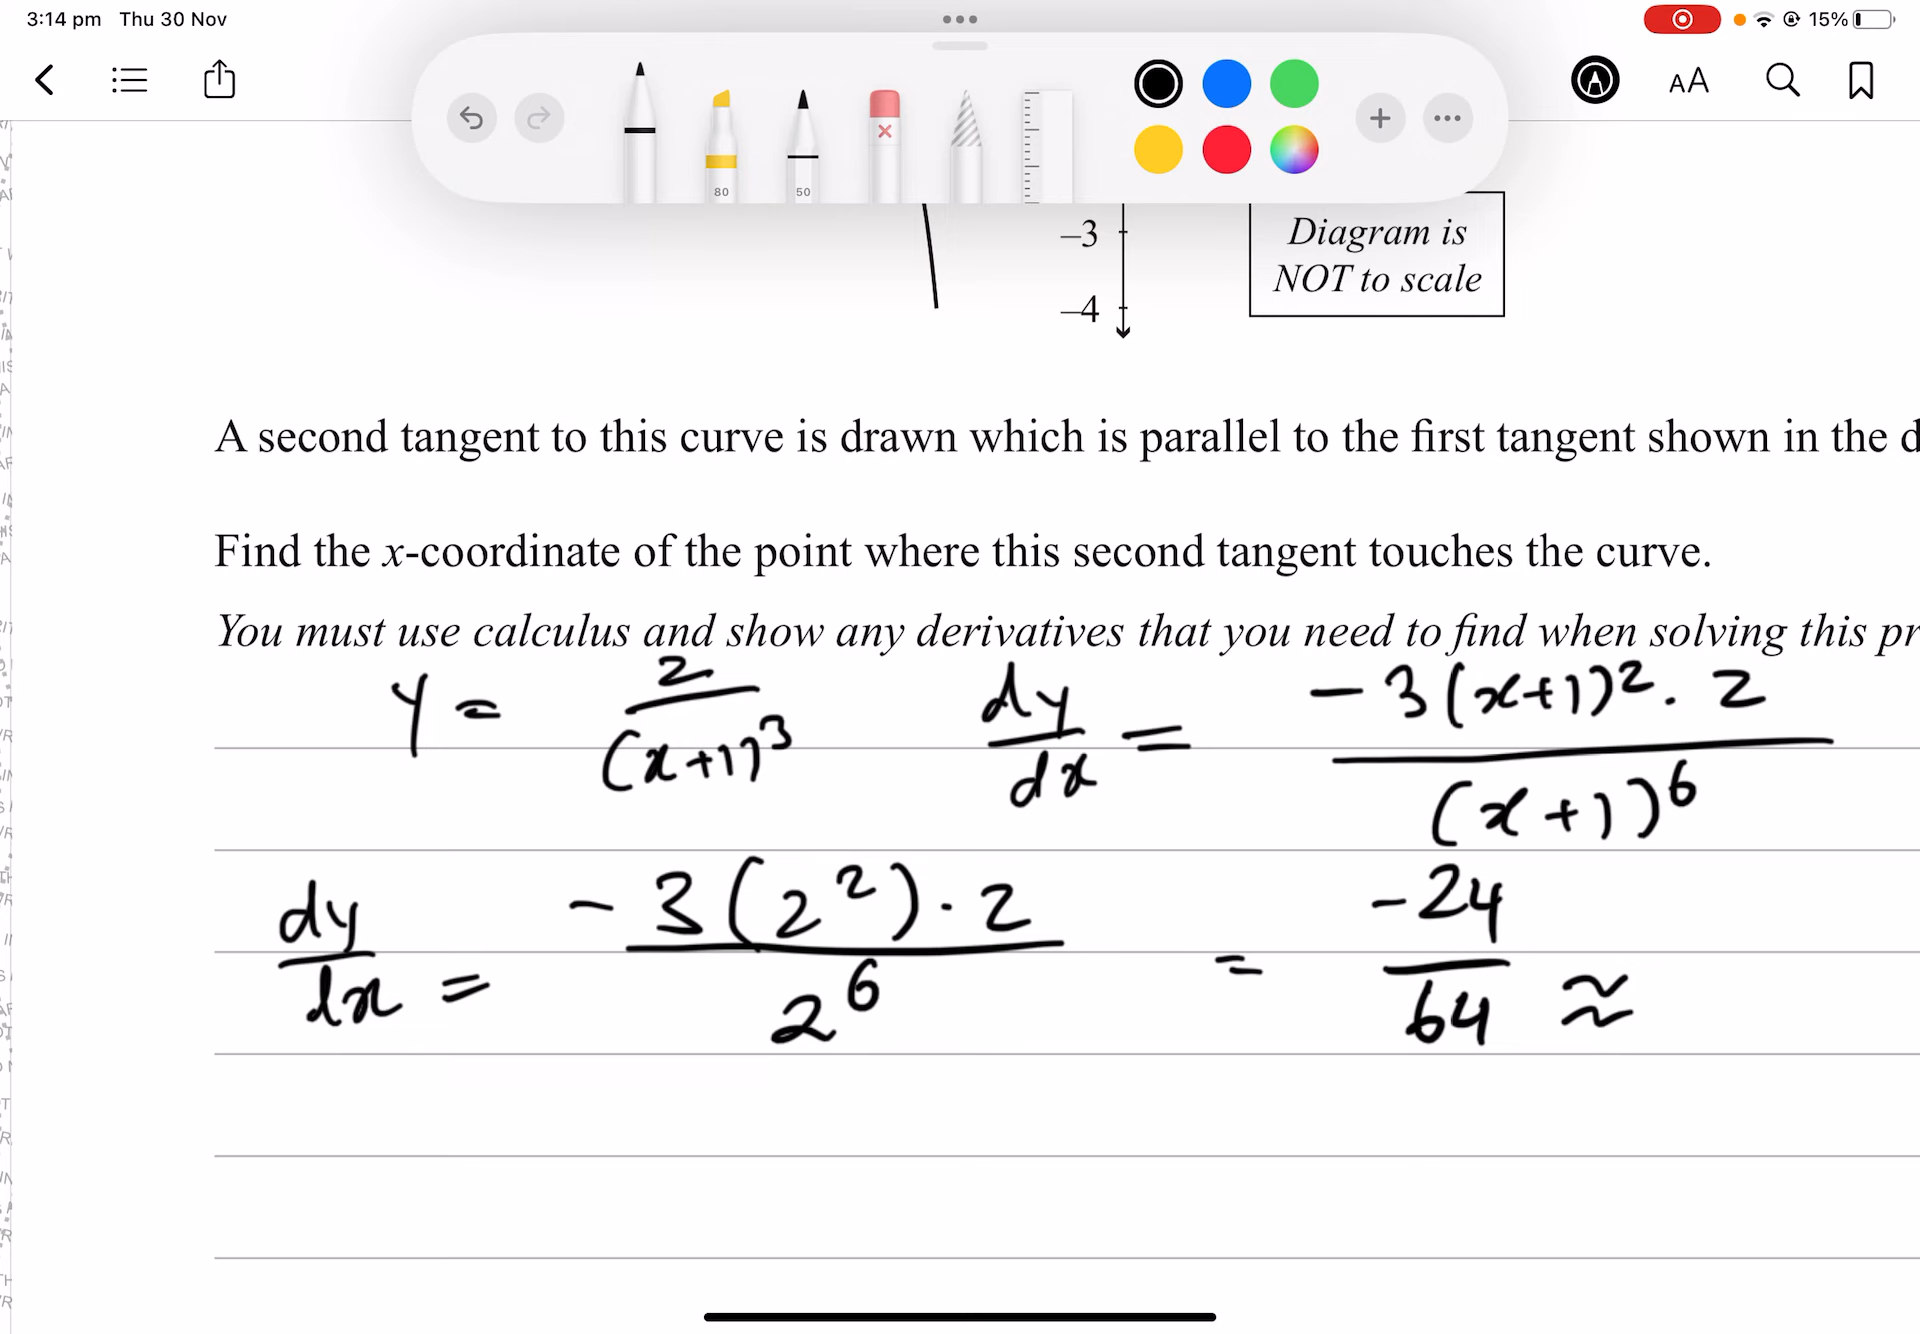 3:14 pm Thu 30 Nov
15%
AA
80
50
–3
–4
Diagram is
NOT to scale
A second tangent to this curve is drawn which is parallel to the first tangent shown in the d
Find the x-coordinate of the point where this second tangent touches the curve.
You must use calculus and show any derivatives that you need to find when solving this pr
y = 2/(x+1)³ dy/dx = -3(x+1)². 2/(x+1)⁶
dy/dx = -3(2²).2/2⁶ = -24/64 ≈